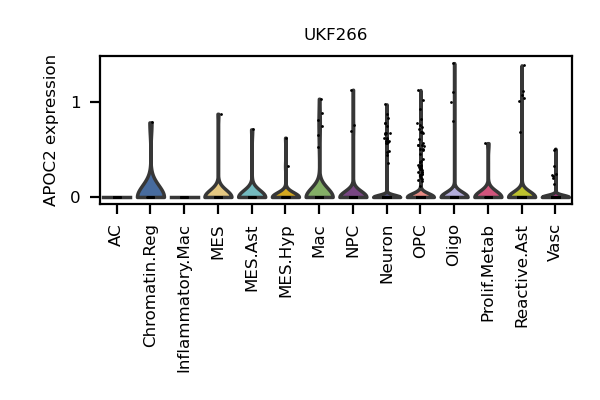 UKF266
APOC2 expression
1
0
AC
Chromatin.Reg
Inflammatory.Mac
MES
MES.Ast
MES.Hyp
Mac
NPC
Neuron
OPC
Oligo
Prolif.Metab
Reactive.Ast
Vasc